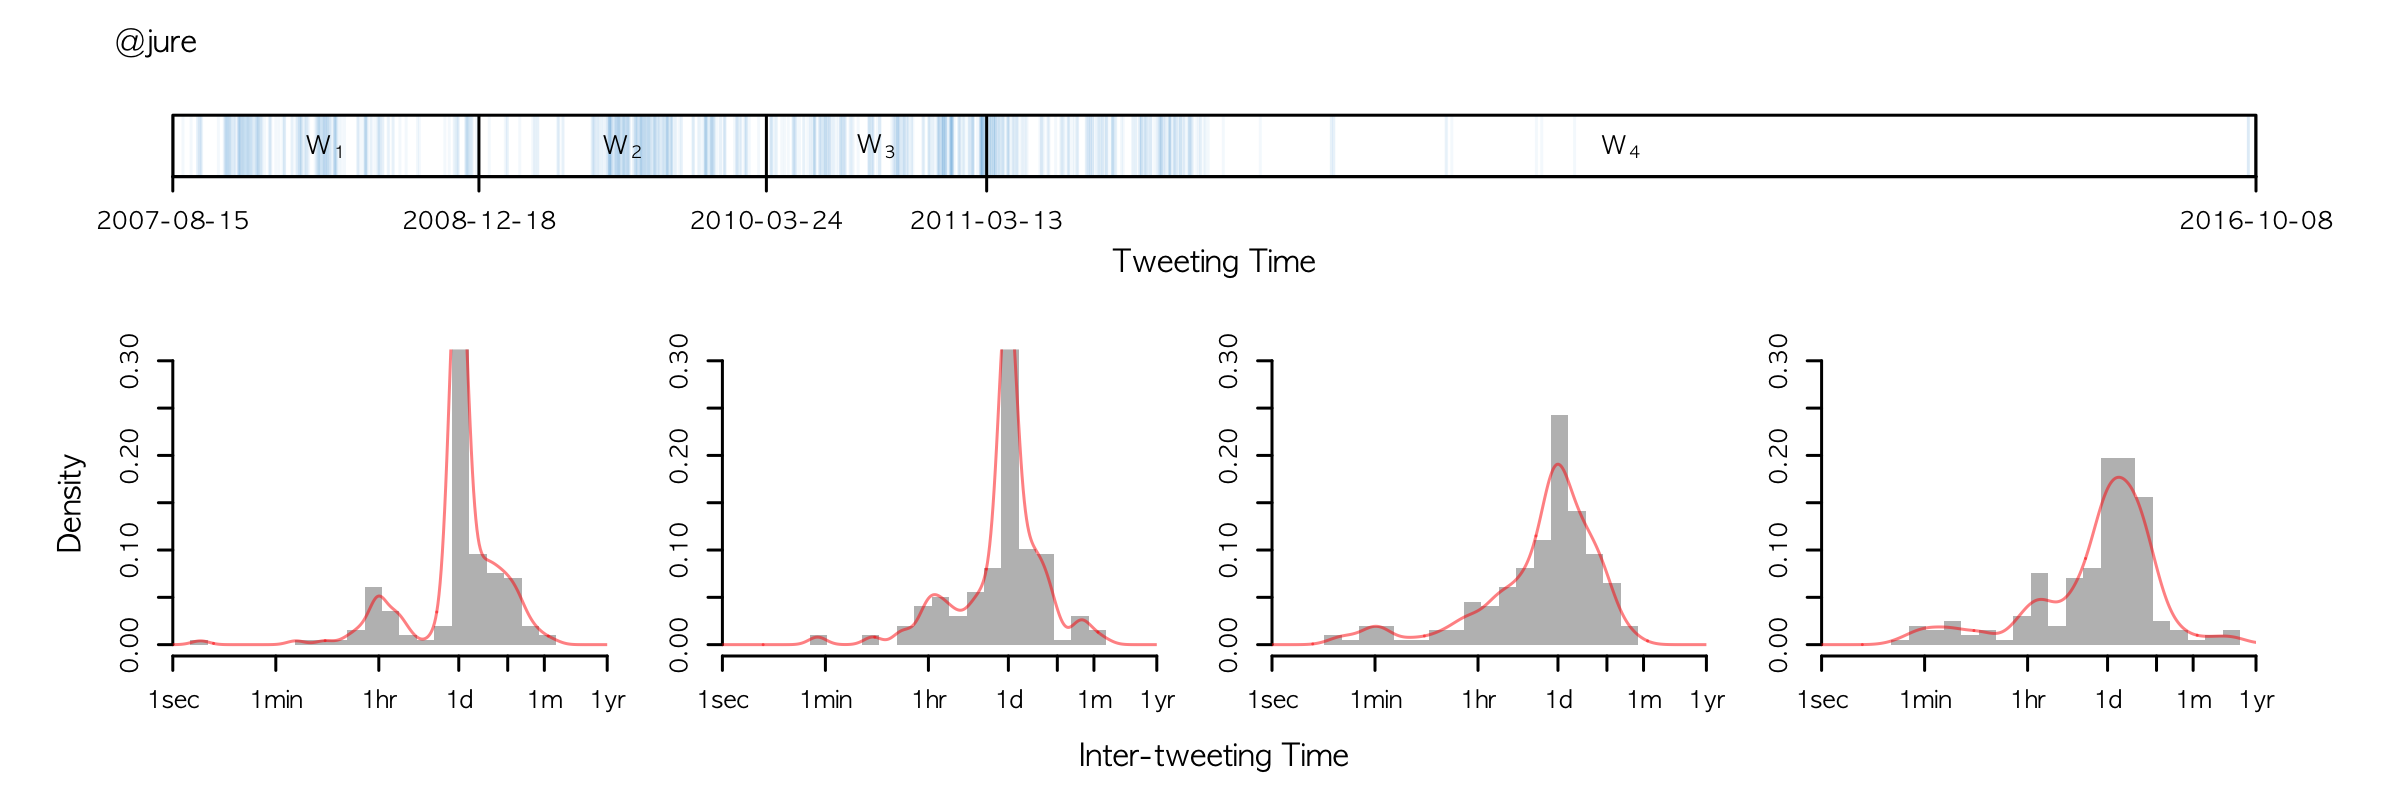 @jure
W1 W2 W3 W4
2007-08-15 2008-12-18 2010-03-24 2011-03-13 2016-10-08
Tweeting Time
Density
0.00 0.10 0.20 0.30
1sec 1min 1hr 1d 1m 1yr
0.00 0.10 0.20 0.30
1sec 1min 1hr 1d 1m 1yr
0.00 0.10 0.20 0.30
1sec 1min 1hr 1d 1m 1yr
0.00 0.10 0.20 0.30
1sec 1min 1hr 1d 1m 1yr
Inter-tweeting Time